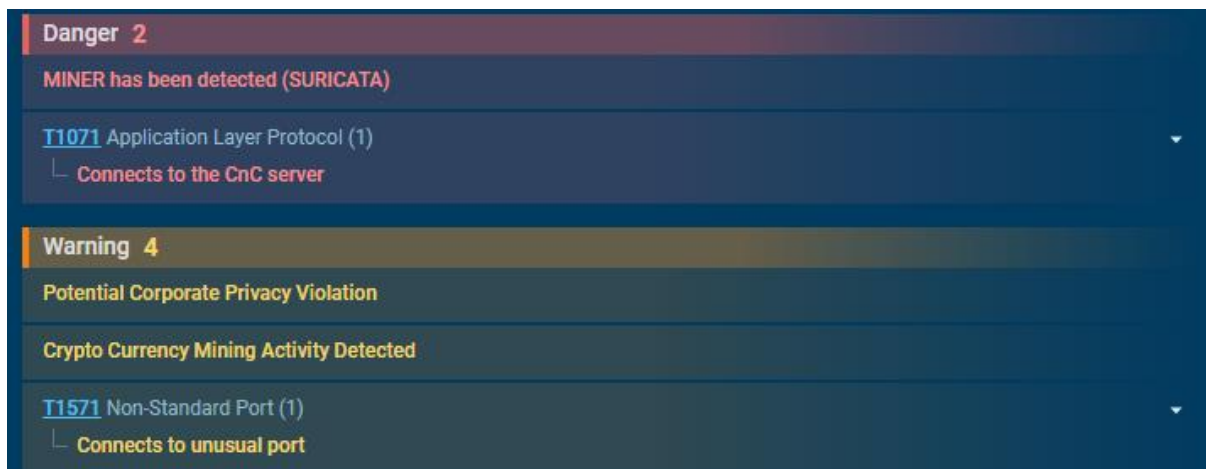 Danger 2
MINER has been detected (SURICATA)
T1071 Application Layer Protocol (1)
Connects to the CnC server
Warning 4
Potential Corporate Privacy Violation
Crypto Currency Mining Activity Detected
T1571 Non-Standard Port (1)
Connects to unusual port